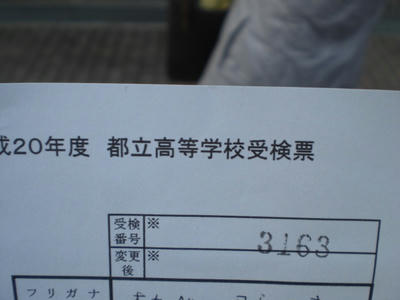 成20年度 都立高等学校受検票
受検番号 ※ 3163
変更後 ※
フリガナ